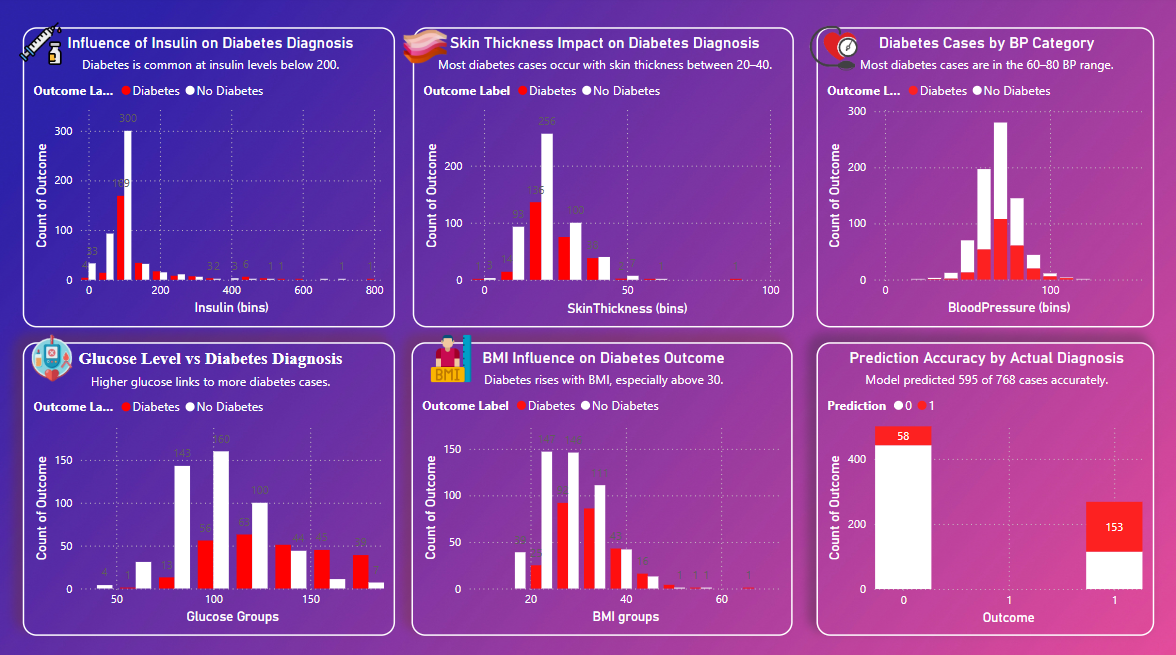 Influence of Insulin on Diabetes Diagnosis
Diabetes is common at insulin levels below 200.
Outcome La... Diabetes No Diabetes
Count of Outcome
300
200
100
0
300
0 200 400 600 800
Insulin (bins)
Skin Thickness Impact on Diabetes Diagnosis
Most diabetes cases occur with skin thickness between 20–40.
Outcome Label Diabetes No Diabetes
Count of Outcome
200
100
0
256
100
0 50 100
SkinThickness (bins)
Diabetes Cases by BP Category
Most diabetes cases are in the 60–80 BP range.
Outcome L... Diabetes No Diabetes
Count of Outcome
300
200
100
0
0 100
BloodPressure (bins)
Glucose Level vs Diabetes Diagnosis
Higher glucose links to more diabetes cases.
Outcome La... Diabetes No Diabetes
Count of Outcome
150
100
50
0
4
143
160
63
100
44
50 100 150
Glucose Groups
BMI
BMI Influence on Diabetes Outcome
Diabetes rises with BMI, especially above 30.
Outcome Label Diabetes No Diabetes
Count of Outcome
150
100
50
0
20 40 60
BMI groups
Prediction Accuracy by Actual Diagnosis
Model predicted 595 of 768 cases accurately.
Prediction 0 1
Count of Outcome
400
200
0
58
153
0 1 1
Outcome